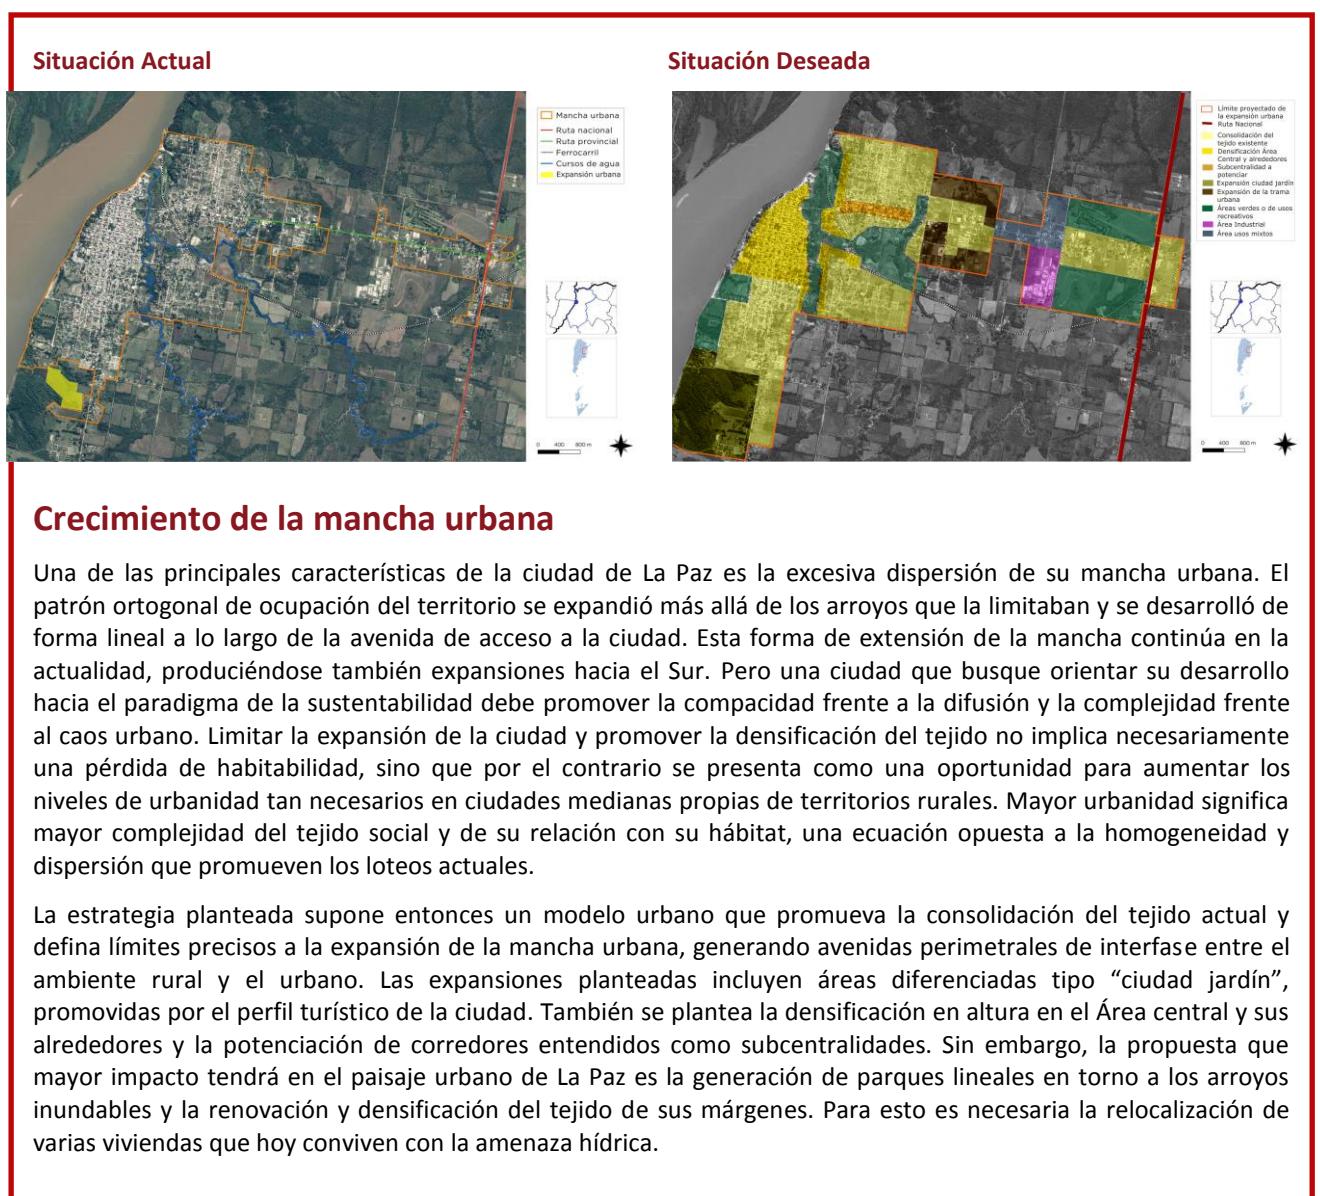 Situación Actual
Situación Deseada
Mancha urbana
Ruta nacional
Ruta provincial
Ferrocarril
Cursos de agua
Expansión urbana
0 400 800 m
Límite proyectado de
la expansión urbana
Ruta Nacional
Consolidación del
tejido existente
Densificación Área
Central y alrededores
Subcentralidad a
potenciar
Expansión ciudad jardín
Expansión de la trama
urbana
Áreas verdes o de usos
recreativos
Área Industrial
Área usos mixtos
0 400 800 m
Crecimiento de la mancha urbana
Una de las principales características de la ciudad de La Paz es la excesiva dispersión de su mancha urbana. El
patrón ortogonal de ocupación del territorio se expandió más allá de los arroyos que la limitaban y se desarrolló de
forma lineal a lo largo de la avenida de acceso a la ciudad. Esta forma de extensión de la mancha continúa en la
actualidad, produciéndose también expansiones hacia el Sur. Pero una ciudad que busque orientar su desarrollo
hacia el paradigma de la sustentabilidad debe promover la compacidad frente a la difusión y la complejidad frente
al caos urbano. Limitar la expansión de la ciudad y promover la densificación del tejido no implica necesariamente
una pérdida de habitabilidad, sino que por el contrario se presenta como una oportunidad para aumentar los
niveles de urbanidad tan necesarios en ciudades medianas propias de territorios rurales. Mayor urbanidad significa
mayor complejidad del tejido social y de su relación con su hábitat, una ecuación opuesta a la homogeneidad y
dispersión que promueven los loteos actuales.
La estrategia planteada supone entonces un modelo urbano que promueva la consolidación del tejido actual y
defina límites precisos a la expansión de la mancha urbana, generando avenidas perimetrales de interfase entre el
ambiente rural y el urbano. Las expansiones planteadas incluyen áreas diferenciadas tipo “ciudad jardín”,
promovidas por el perfil turístico de la ciudad. También se plantea la densificación en altura en el Área central y sus
alrededores y la potenciación de corredores entendidos como subcentralidades. Sin embargo, la propuesta que
mayor impacto tendrá en el paisaje urbano de La Paz es la generación de parques lineales en torno a los arroyos
inundables y la renovación y densificación del tejido de sus márgenes. Para esto es necesaria la relocalización de
varias viviendas que hoy conviven con la amenaza hídrica.